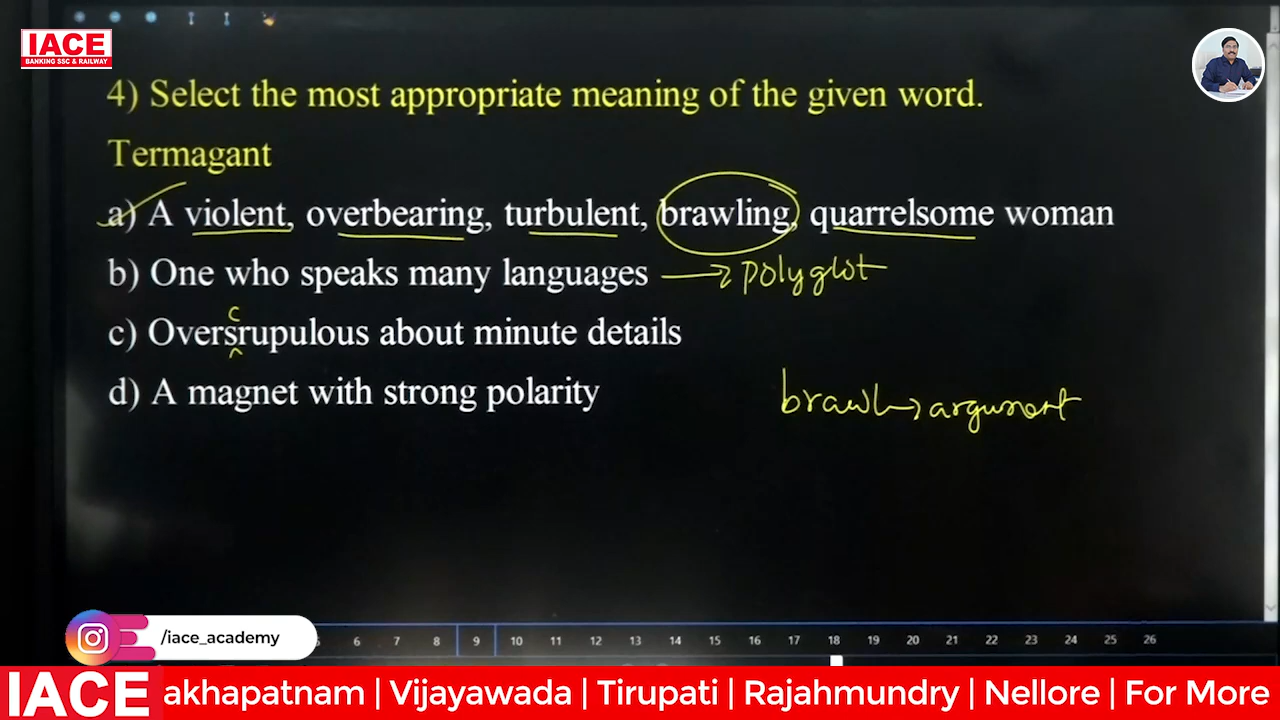 IACE
BANKING SSC & RAILWAY
4) Select the most appropriate meaning of the given word.
Termagant
a) A violent, overbearing, turbulent, brawling, quarrelsome woman
b) One who speaks many languages → polyglot
c
c) Oversrupulous about minute details
d) A magnet with strong polarity
brawl → argument
/iace_academy
6 7 8 9 10 11 12 13 14 15 16 17 18 19 20 21 22 23 24 25 26
IACE akhapatnam | Vijayawada | Tirupati | Rajahmundry | Nellore | For More